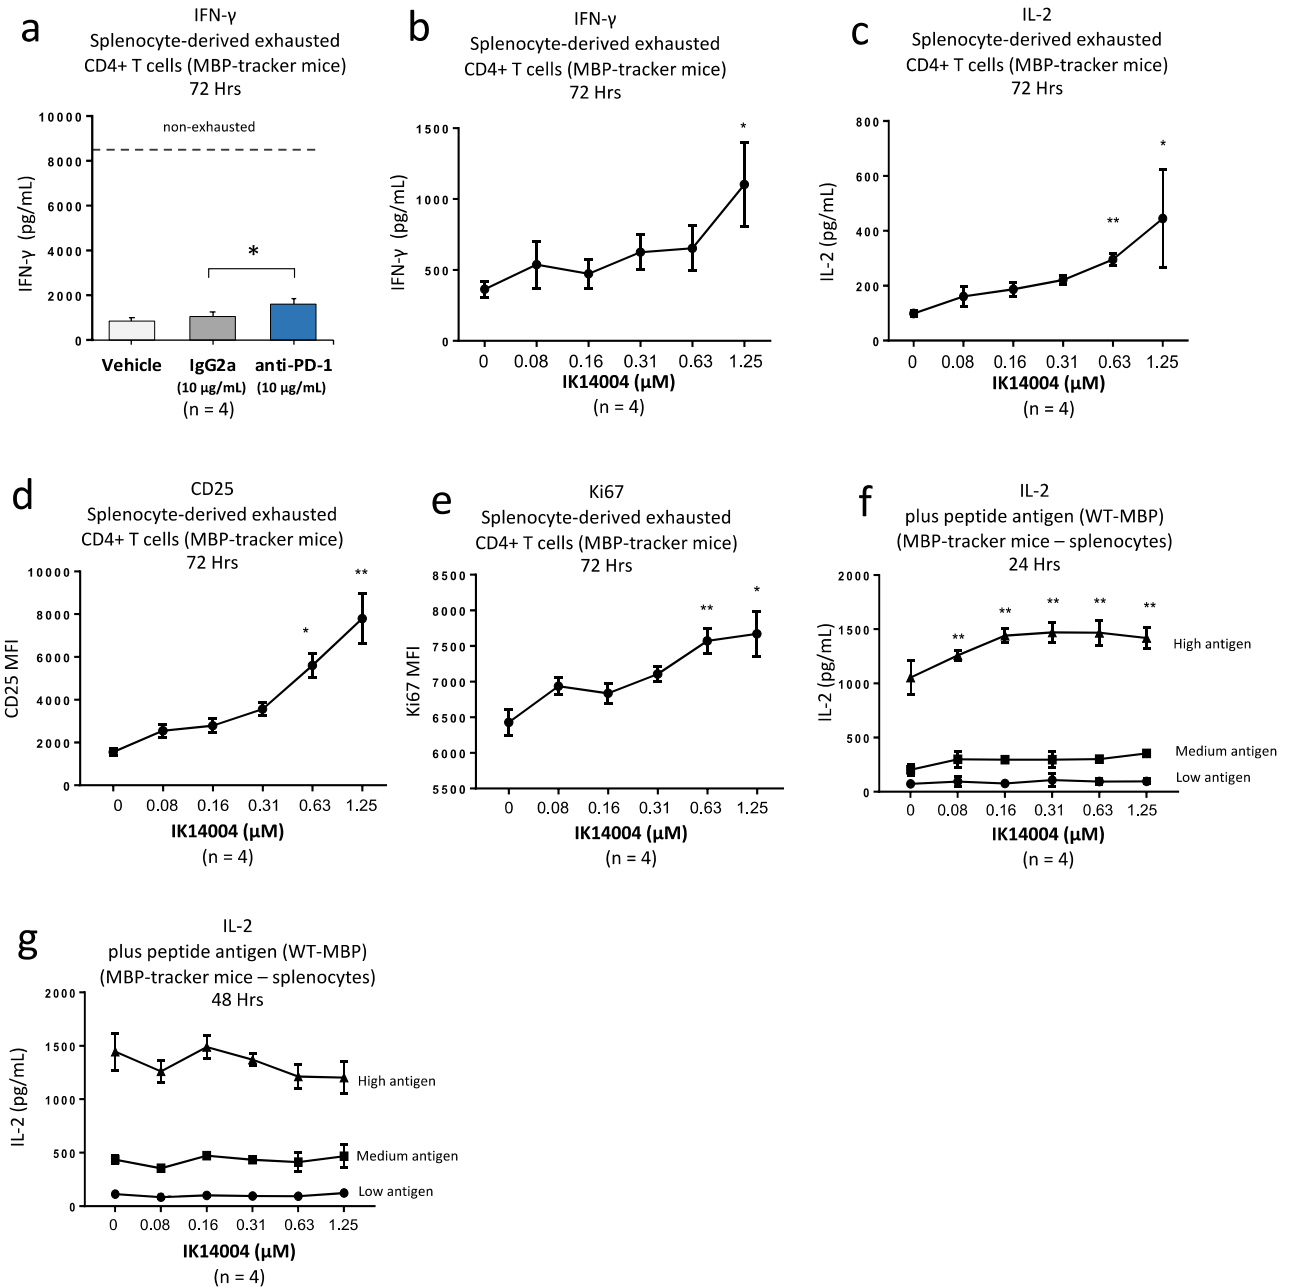 a
IFN-γ
Splenocyte-derived exhausted
CD4+ T cells (MBP-tracker mice)
72 Hrs
10000
8000
6000
4000
2000
0
IFN-γ (pg/mL)
non-exhausted
*
Vehicle IgG2a anti-PD-1
(10 µg/mL) (10 µg/mL)
(n = 4)
b
IFN-γ
Splenocyte-derived exhausted
CD4+ T cells (MBP-tracker mice)
72 Hrs
1500
1000
500
0
IFN-γ (pg/mL)
*
0 0.08 0.16 0.31 0.63 1.25
IK14004 (µM)
(n = 4)
c
IL-2
Splenocyte-derived exhausted
CD4+ T cells (MBP-tracker mice)
72 Hrs
800
600
400
200
0
IL-2 (pg/mL)
** *
0 0.08 0.16 0.31 0.63 1.25
IK14004 (µM)
(n = 4)
d
CD25
Splenocyte-derived exhausted
CD4+ T cells (MBP-tracker mice)
72 Hrs
10000
8000
6000
4000
2000
0
CD25 MFI
* **
0 0.08 0.16 0.31 0.63 1.25
IK14004 (µM)
(n = 4)
e
Ki67
Splenocyte-derived exhausted
CD4+ T cells (MBP-tracker mice)
72 Hrs
8500
8000
7500
7000
6500
6000
5500
Ki67 MFI
** *
0 0.08 0.16 0.31 0.63 1.25
IK14004 (µM)
(n = 4)
f
IL-2
plus peptide antigen (WT-MBP)
(MBP-tracker mice – splenocytes)
24 Hrs
2000
1500
1000
500
0
IL-2 (pg/mL)
** ** ** ** **
High antigen
Medium antigen
Low antigen
0 0.08 0.16 0.31 0.63 1.25
IK14004 (µM)
(n = 4)
g
IL-2
plus peptide antigen (WT-MBP)
(MBP-tracker mice – splenocytes)
48 Hrs
2000
1500
1000
500
0
IL-2 (pg/mL)
High antigen
Medium antigen
Low antigen
0 0.08 0.16 0.31 0.63 1.25
IK14004 (µM)
(n = 4)